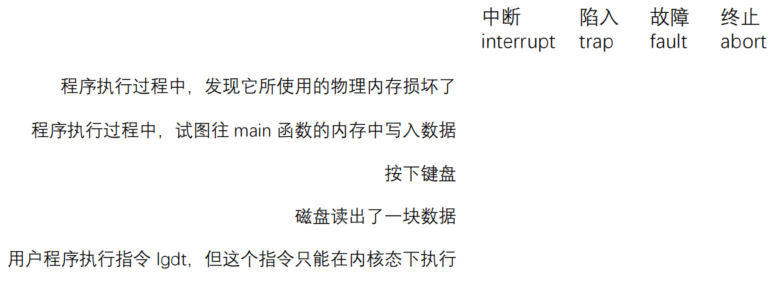 中断 陷入 故障 终止
interrupt trap fault abort
程序执行过程中，发现它所使用的物理内存损坏了
程序执行过程中，试图往 main 函数的内存中写入数据
按下键盘
磁盘读出了一块数据
用户程序执行指令 lgdt，但这个指令只能在内核态下执行